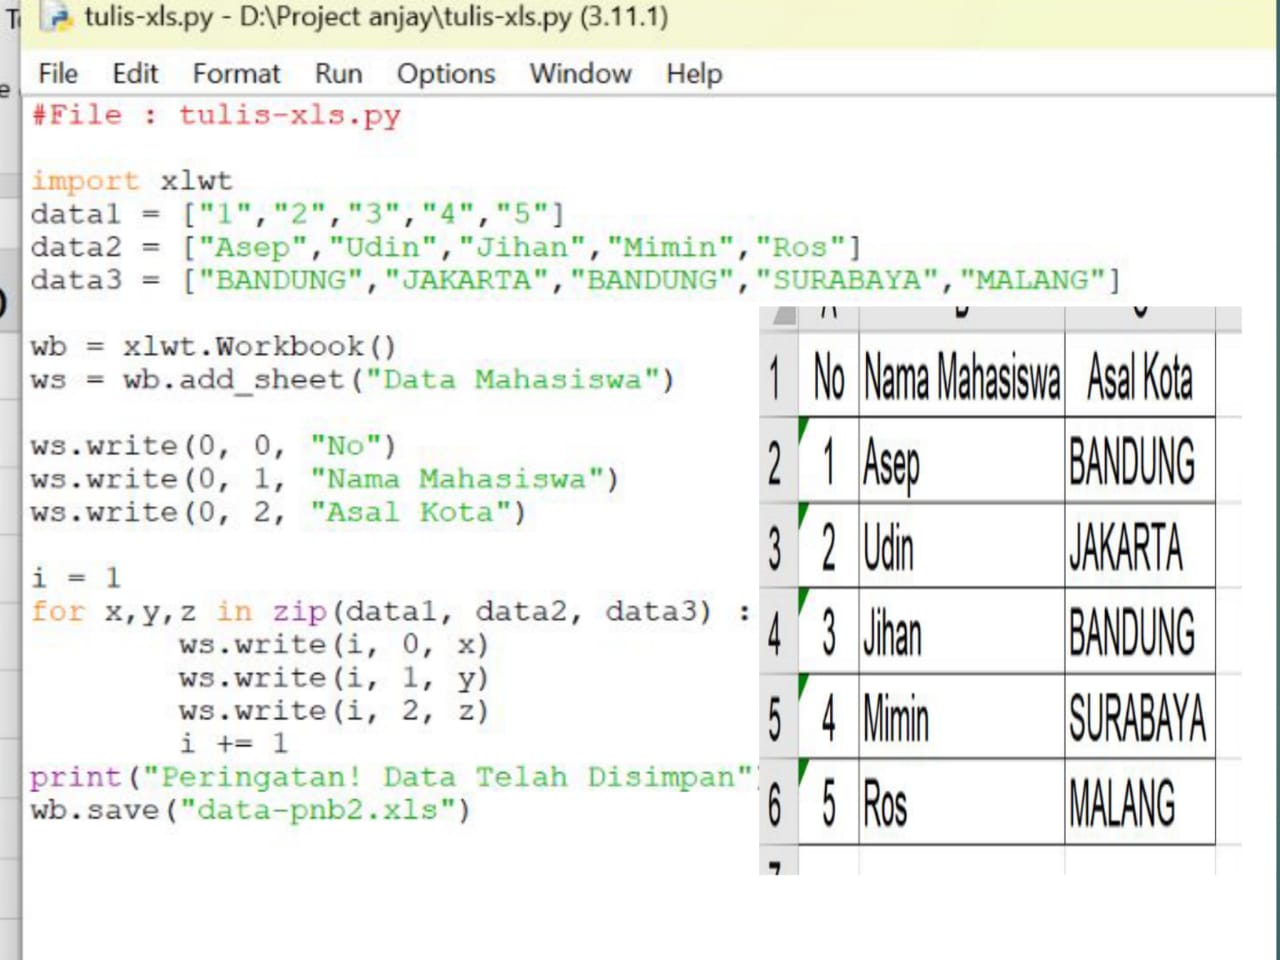 tulis-xls.py - D:\Project anjay\tulis-xls.py (3.11.1)
File Edit Format Run Options Window Help
#File : tulis-xls.py
import xlwt
data1 = ["1","2","3","4","5"]
data2 = ["Asep","Udin","Jihan","Mimin","Ros"]
data3 = ["BANDUNG","JAKARTA","BANDUNG","SURABAYA","MALANG"]
wb = xlwt.Workbook()
ws = wb.add_sheet("Data Mahasiswa")
ws.write(0, 0, "No")
ws.write(0, 1, "Nama Mahasiswa")
ws.write(0, 2, "Asal Kota")
i = 1
for x,y,z in zip(data1, data2, data3) :
ws.write(i, 0, x)
ws.write(i, 1, y)
ws.write(i, 2, z)
i += 1
print("Peringatan! Data Telah Disimpan"
wb.save("data-pnb2.xls")
1 No Nama Mahasiswa Asal Kota
2 1 Asep BANDUNG
3 2 Udin JAKARTA
4 3 Jihan BANDUNG
5 4 Mimin SURABAYA
6 5 Ros MALANG